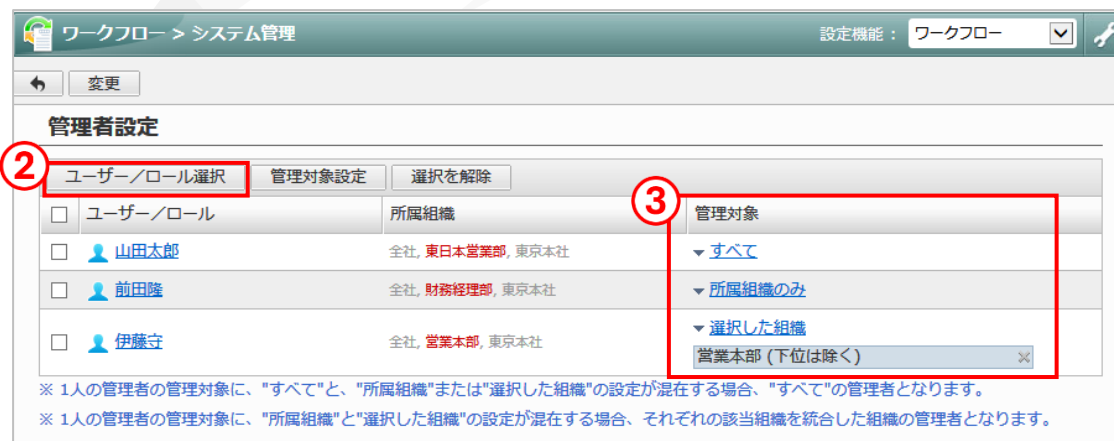 ワークフロー > システム管理 設定機能： ワークフロー
変更
管理者設定
②
ユーザー／ロール選択 管理対象設定 選択を解除
③
ユーザー／ロール 所属組織 管理対象
山田太郎 全社, 東日本営業部, 東京本社 すべて
前田隆 全社, 財務経理部, 東京本社 所属組織のみ
伊藤守 全社, 営業本部, 東京本社 選択した組織
営業本部 (下位は除く)
※ 1人の管理者の管理対象に、"すべて"と、"所属組織"または"選択した組織"の設定が混在する場合、"すべて"の管理者となります。
※ 1人の管理者の管理対象に、"所属組織"と"選択した組織"の設定が混在する場合、それぞれの該当組織を統合した組織の管理者となります。